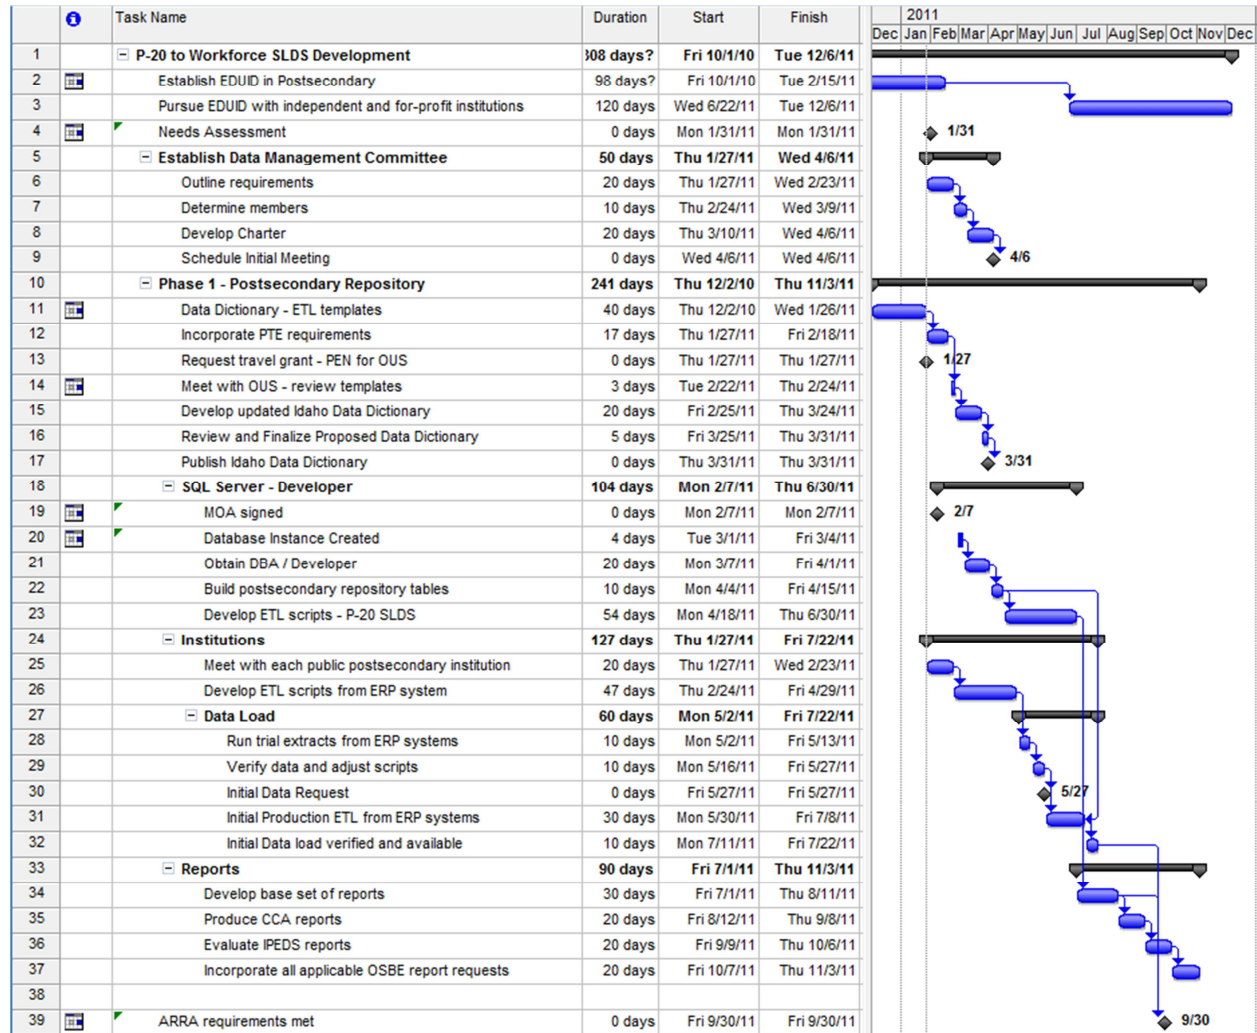 Task Name Duration Start Finish 2011
Dec Jan Feb Mar Apr May Jun Jul Aug Sep Oct Nov Dec
1 P-20 to Workforce SLDS Development 308 days? Fri 10/1/10 Tue 12/6/11
2 Establish EDUID in Postsecondary 98 days? Fri 10/1/10 Tue 2/15/11
3 Pursue EDUID with independent and for-profit institutions 120 days Wed 6/22/11 Tue 12/6/11
4 Needs Assessment 0 days Mon 1/31/11 Mon 1/31/11 1/31
5 Establish Data Management Committee 50 days Thu 1/27/11 Wed 4/6/11
6 Outline requirements 20 days Thu 1/27/11 Wed 2/23/11
7 Determine members 10 days Thu 2/24/11 Wed 3/9/11
8 Develop Charter 20 days Thu 3/10/11 Wed 4/6/11
9 Schedule Initial Meeting 0 days Wed 4/6/11 Wed 4/6/11 4/6
10 Phase 1 - Postsecondary Repository 241 days Thu 12/2/10 Thu 11/3/11
11 Data Dictionary - ETL templates 40 days Thu 12/2/10 Wed 1/26/11
12 Incorporate PTE requirements 17 days Thu 1/27/11 Fri 2/18/11
13 Request travel grant - PEN for OUS 0 days Thu 1/27/11 Thu 1/27/11 1/27
14 Meet with OUS - review templates 3 days Tue 2/22/11 Thu 2/24/11
15 Develop updated Idaho Data Dictionary 20 days Fri 2/25/11 Thu 3/24/11
16 Review and Finalize Proposed Data Dictionary 5 days Fri 3/25/11 Thu 3/31/11
17 Publish Idaho Data Dictionary 0 days Thu 3/31/11 Thu 3/31/11 3/31
18 SQL Server - Developer 104 days Mon 2/7/11 Thu 6/30/11
19 MOA signed 0 days Mon 2/7/11 Mon 2/7/11 2/7
20 Database Instance Created 4 days Tue 3/1/11 Fri 3/4/11
21 Obtain DBA / Developer 20 days Mon 3/7/11 Fri 4/1/11
22 Build postsecondary repository tables 10 days Mon 4/4/11 Fri 4/15/11
23 Develop ETL scripts - P-20 SLDS 54 days Mon 4/18/11 Thu 6/30/11
24 Institutions 127 days Thu 1/27/11 Fri 7/22/11
25 Meet with each public postsecondary institution 20 days Thu 1/27/11 Wed 2/23/11
26 Develop ETL scripts from ERP system 47 days Thu 2/24/11 Fri 4/29/11
27 Data Load 60 days Mon 5/2/11 Fri 7/22/11
28 Run trial extracts from ERP systems 10 days Mon 5/2/11 Fri 5/13/11
29 Verify data and adjust scripts 10 days Mon 5/16/11 Fri 5/27/11
30 Initial Data Request 0 days Fri 5/27/11 Fri 5/27/11 5/27
31 Initial Production ETL from ERP systems 30 days Mon 5/30/11 Fri 7/8/11
32 Initial Data load verified and available 10 days Mon 7/11/11 Fri 7/22/11
33 Reports 90 days Fri 7/1/11 Thu 11/3/11
34 Develop base set of reports 30 days Fri 7/1/11 Thu 8/11/11
35 Produce CCA reports 20 days Fri 8/12/11 Thu 9/8/11
36 Evaluate IPEDS reports 20 days Fri 9/9/11 Thu 10/6/11
37 Incorporate all applicable OSBE report requests 20 days Fri 10/7/11 Thu 11/3/11
38
39 ARRA requirements met 0 days Fri 9/30/11 Fri 9/30/11 9/30